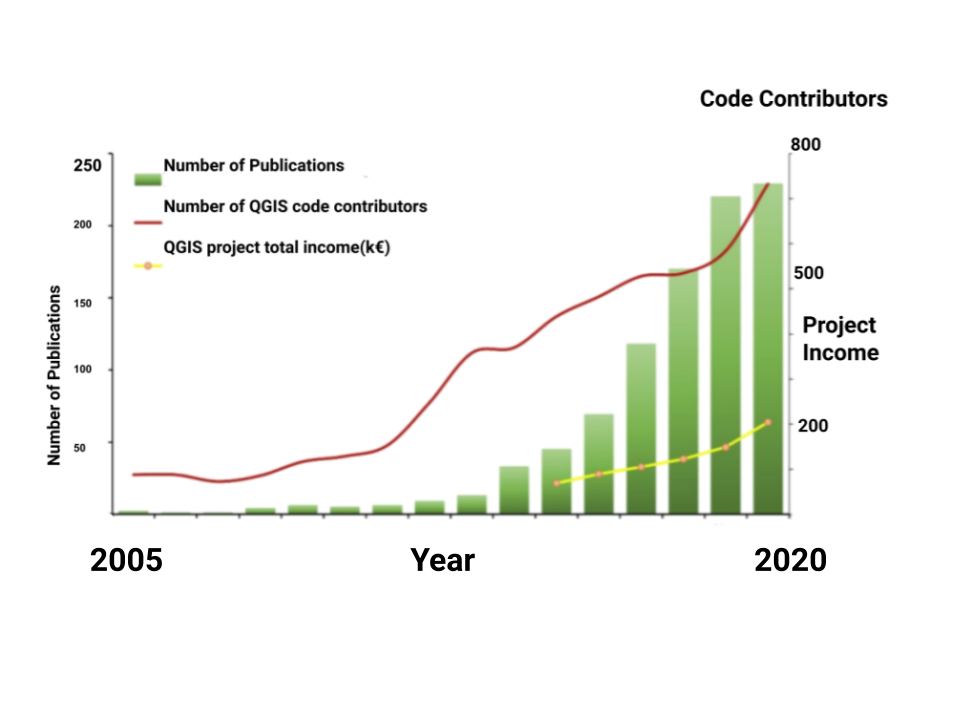 Code Contributors
800
250
Number of Publications
Number of QGIS code contributors
200
QGIS project total income(k€)
500
150
Project
Income
Number of Publications
100
200
50
2005
Year
2020